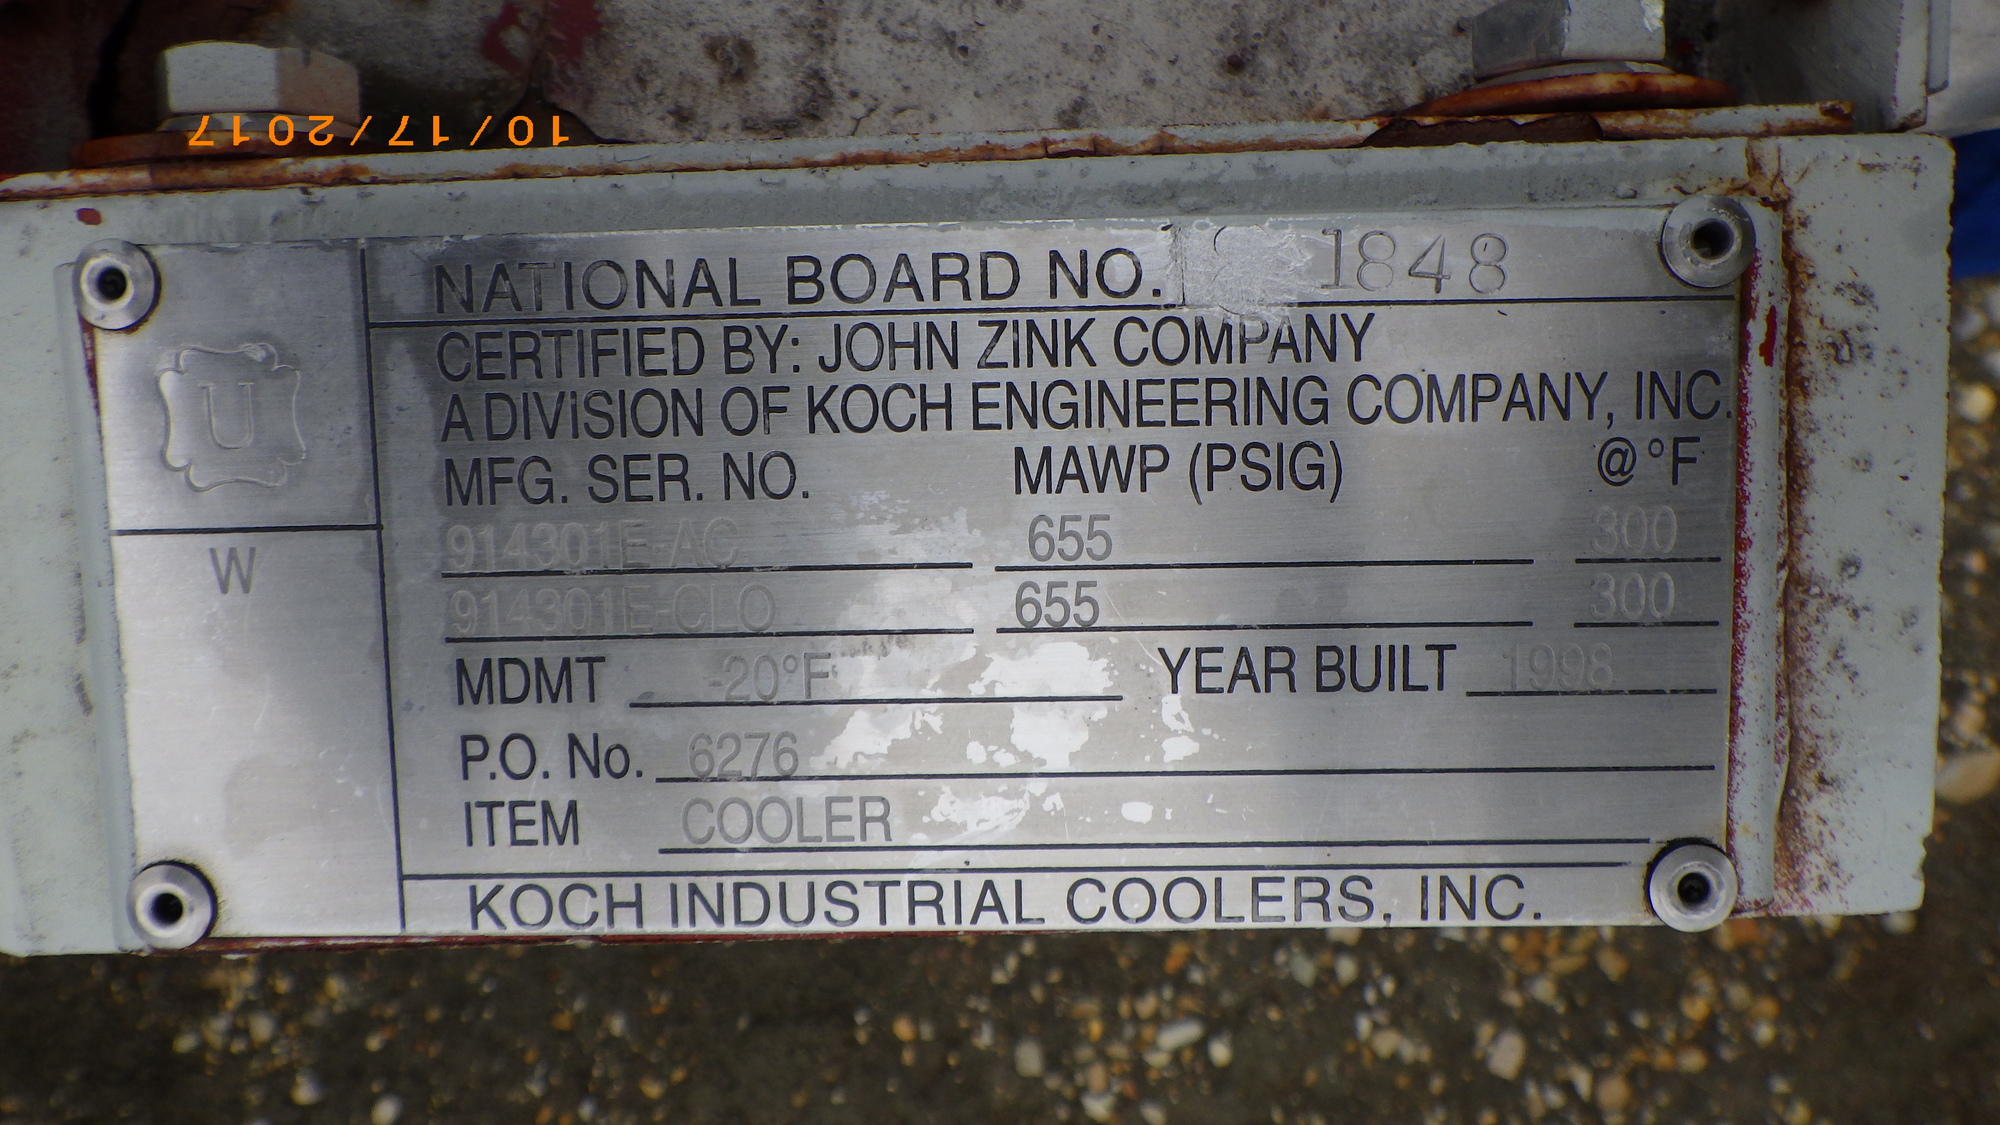 10/17/2017
NATIONAL BOARD NO. 1848
CERTIFIED BY: JOHN ZINK COMPANY
A DIVISION OF KOCH ENGINEERING COMPANY, INC.
MFG. SER. NO. MAWP (PSIG) @°F
914301E-AC 655 300
914301E-CLO 655 300
MDMT -20°F YEAR BUILT 1998
P.O. No. 6276
ITEM COOLER
KOCH INDUSTRIAL COOLERS, INC.
U
W